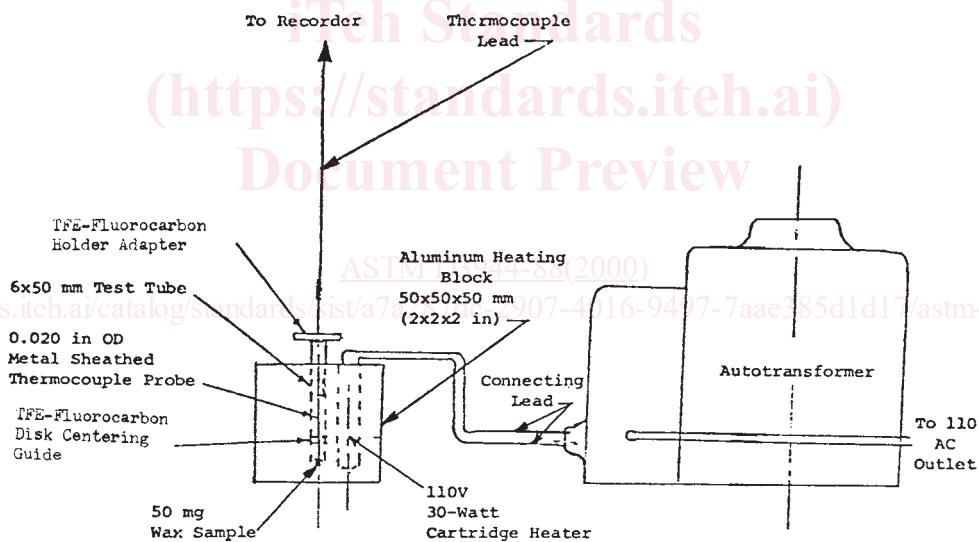 iTeh Standards
(https://standards.iteh.ai)
Document Preview
To Recorder
Thermocouple
Lead
TFE-Fluorocarbon
Holder Adapter
6x50 mm Test Tube
0.020 in OD
Metal Sheathed
Thermocouple Probe
TFE-Fluorocarbon
Disk Centering
Guide
50 mg
Wax Sample
Aluminum Heating
Block
50x50x50 mm
(2x2x2 in)
Connecting
Lead
110V
30-Watt
Cartridge Heater
Autotransformer
To 110
AC
Outlet